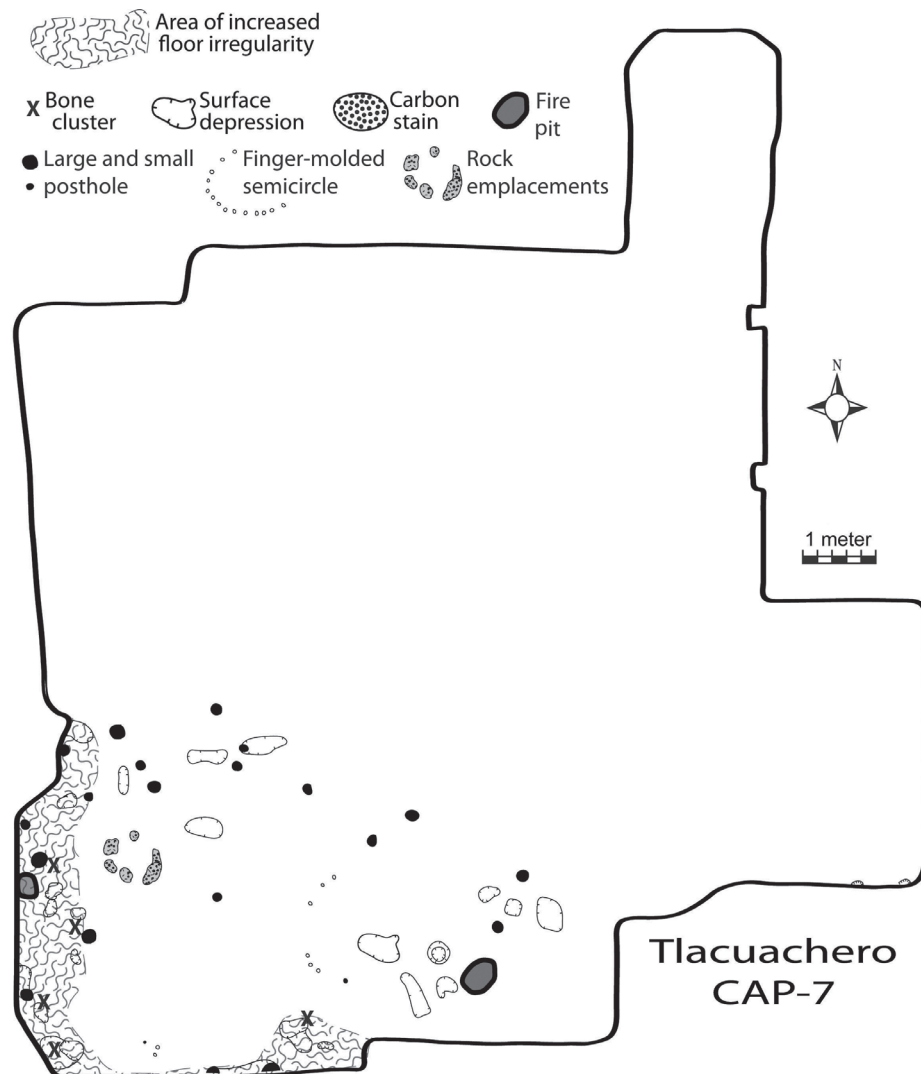 Area of increased
floor irregularity
x Bone
cluster
Surface
depression
Carbon
stain
Fire
pit
Large and small
posthole
Finger-molded
semicircle
Rock
emplacements
N
1 meter
x
x
x
x
x
Tlacuachero
CAP-7